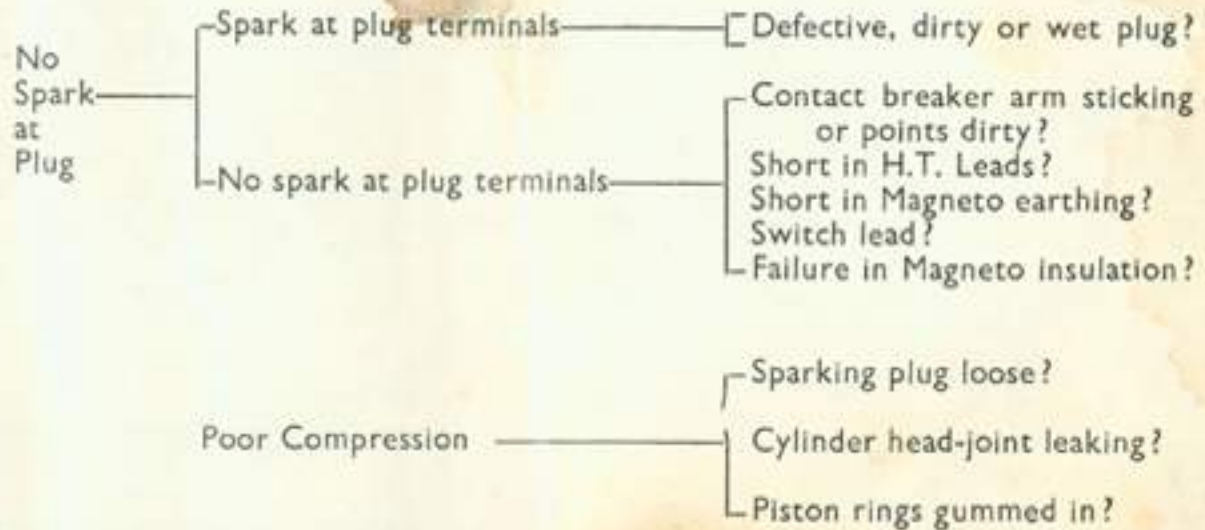 No
Spark
at
Plug
Spark at plug terminals
Defective, dirty or wet plug?
No spark at plug terminals
Contact breaker arm sticking
or points dirty?
Short in H.T. Leads?
Short in Magneto earthing?
Switch lead?
Failure in Magneto insulation?
Poor Compression
Sparking plug loose?
Cylinder head-joint leaking?
Piston rings gummed in?